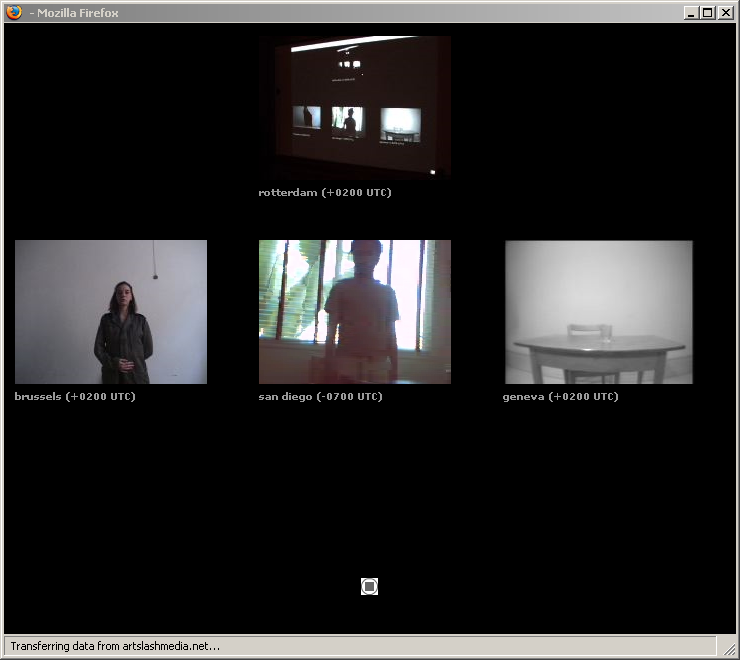 - Mozilla Firefox
rotterdam (+0200 UTC)
brussels (+0200 UTC)
san diego (-0700 UTC)
geneva (+0200 UTC)
Transferring data from artslashmedia.net...